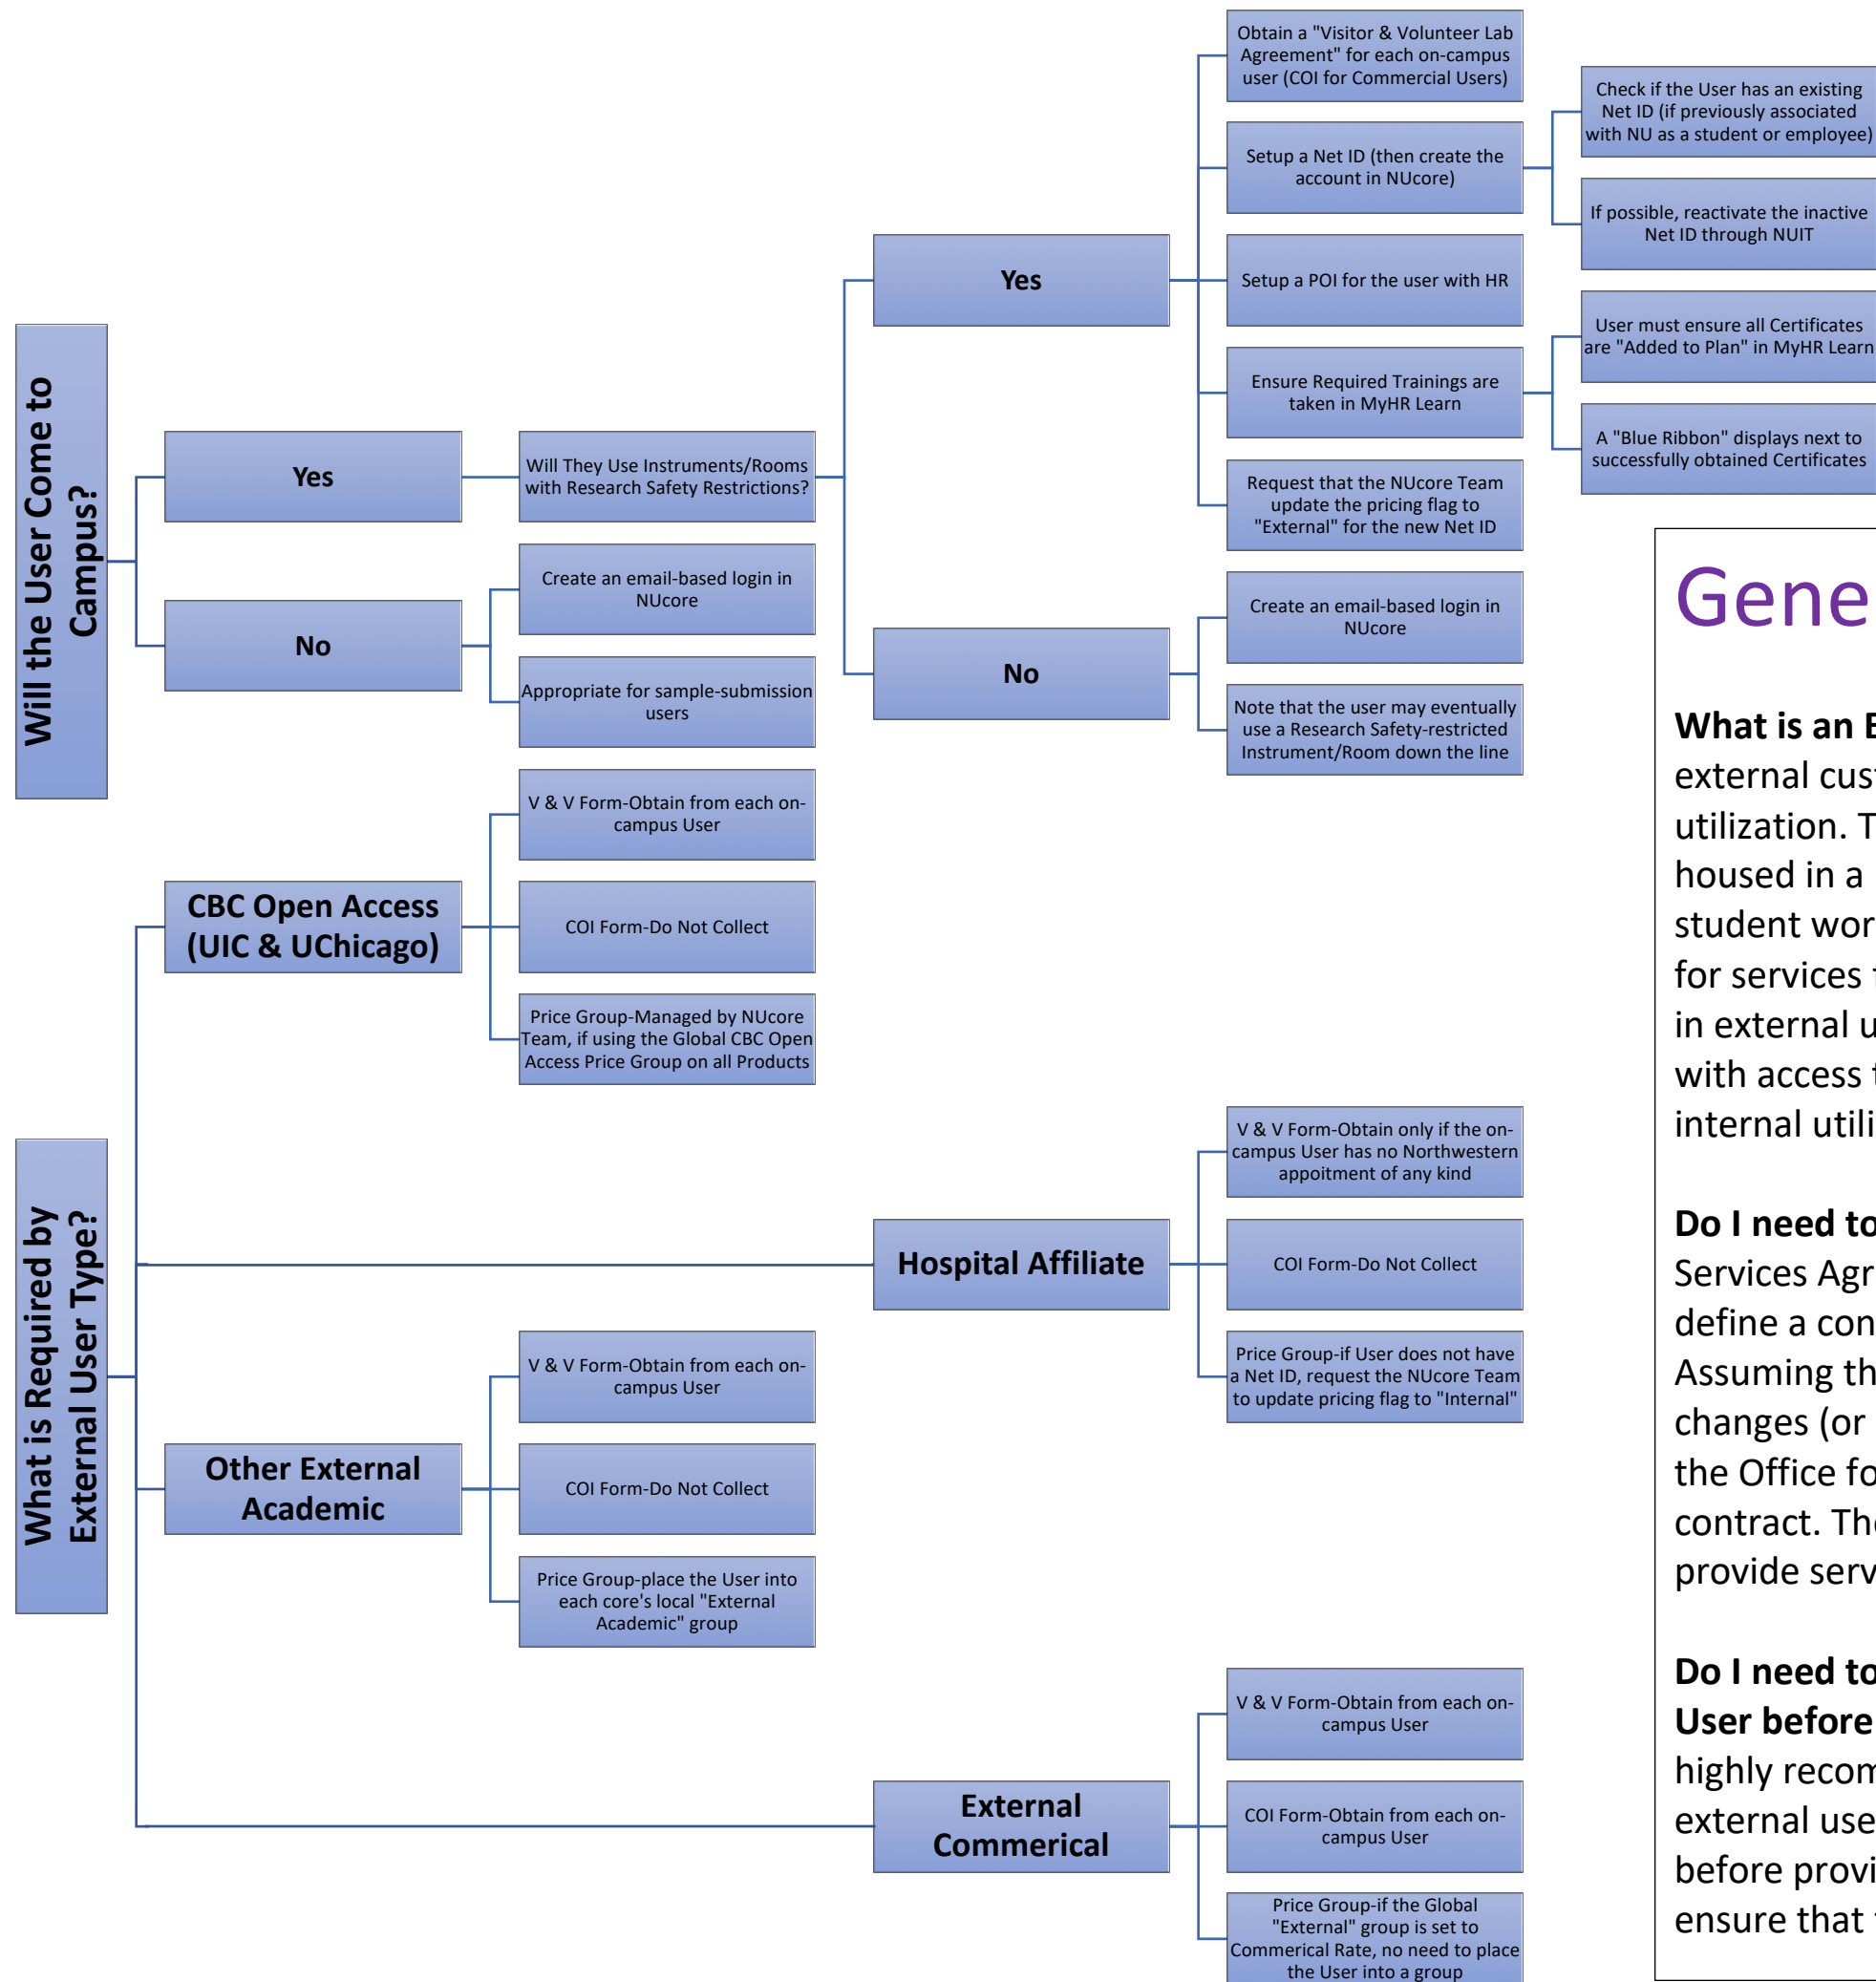 Will the User Come to
Campus?
Yes
Will They Use Instruments/Rooms
with Research Safety Restrictions?
Yes
Obtain a "Visitor & Volunteer Lab
Agreement" for each on-campus
user (COI for Commercial Users)
Setup a Net ID (then create the
account in NUcore)
Check if the User has an existing
Net ID (if previously associated
with NU as a student or employee)
If possible, reactivate the inactive
Net ID through NUIT
Setup a POI for the user with HR
Ensure Required Trainings are
taken in MyHR Learn
User must ensure all Certificates
are "Added to Plan" in MyHR Learn
A "Blue Ribbon" displays next to
successfully obtained Certificates
Request that the NUcore Team
update the pricing flag to
"External" for the new Net ID
No
Create an email-based login in
NUcore
Note that the user may eventually
use a Research Safety-restricted
Instrument/Room down the line
No
Create an email-based login in
NUcore
Appropriate for sample-submission
users
What is Required by
External User Type?
CBC Open Access
(UIC & UChicago)
V & V Form-Obtain from each on-
campus User
COI Form-Do Not Collect
Price Group-Managed by NUcore
Team, if using the Global CBC Open
Access Price Group on all Products
Hospital Affiliate
V & V Form-Obtain only if the on-
campus User has no Northwestern
appoitment of any kind
COI Form-Do Not Collect
Price Group-if User does not have
a Net ID, request the NUcore Team
to update pricing flag to "Internal"
Other External
Academic
V & V Form-Obtain from each on-
campus User
COI Form-Do Not Collect
Price Group-place the User into
each core's local "External
Academic" group
External
Commerical
V & V Form-Obtain from each on-
campus User
COI Form-Obtain from each on-
campus User
Price Group-if the Global
"External" group is set to
Commerical Rate, no need to place
the User into a group
Gene
What is an E
external cus
utilization. T
housed in a
student wor
for services
in external u
with access t
internal utili
Do I need to
Services Agr
define a con
Assuming th
changes (or
the Office fo
contract. The
provide serv
Do I need to
User before
highly recon
external use
before provi
ensure that